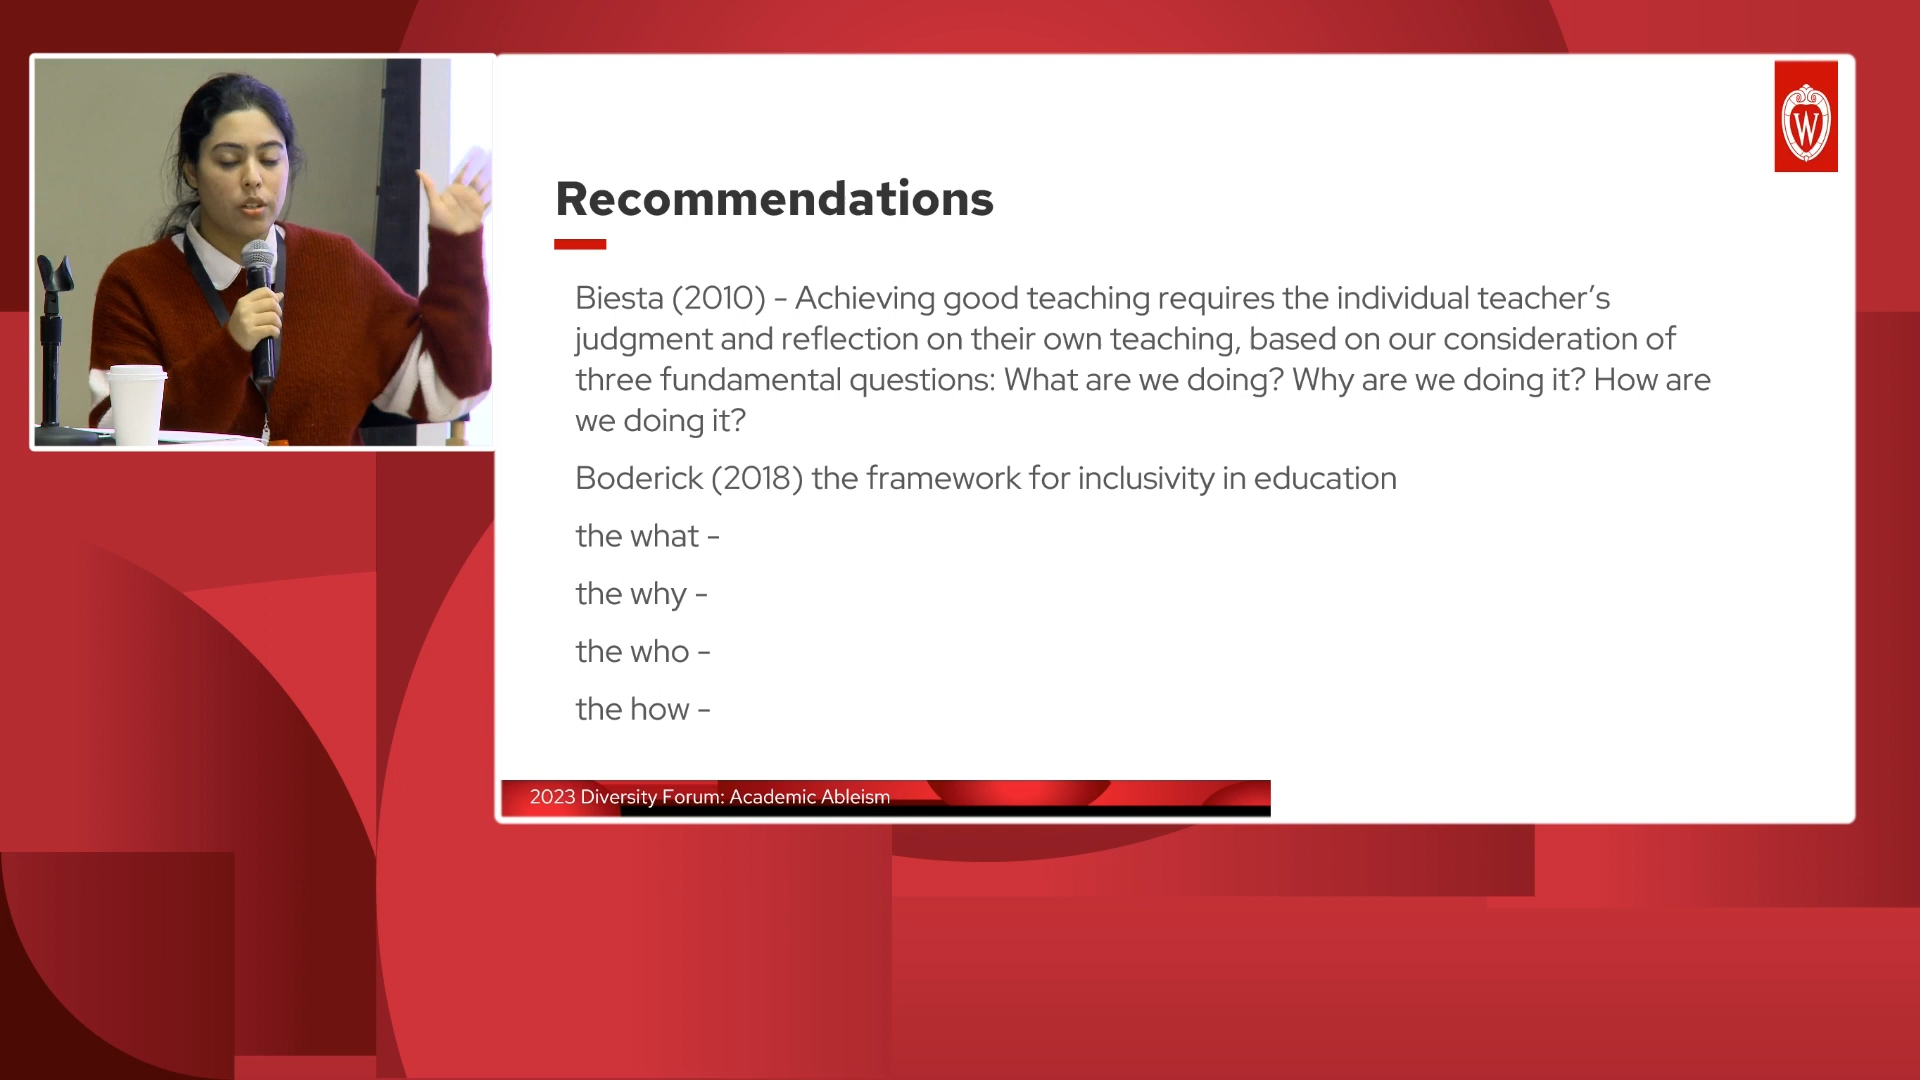 W
Recommendations
Biesta (2010) - Achieving good teaching requires the individual teacher’s
judgment and reflection on their own teaching, based on our consideration of
three fundamental questions: What are we doing? Why are we doing it? How are
we doing it?
Boderick (2018) the framework for inclusivity in education
the what -
the why -
the who -
the how -
2023 Diversity Forum: Academic Ableism